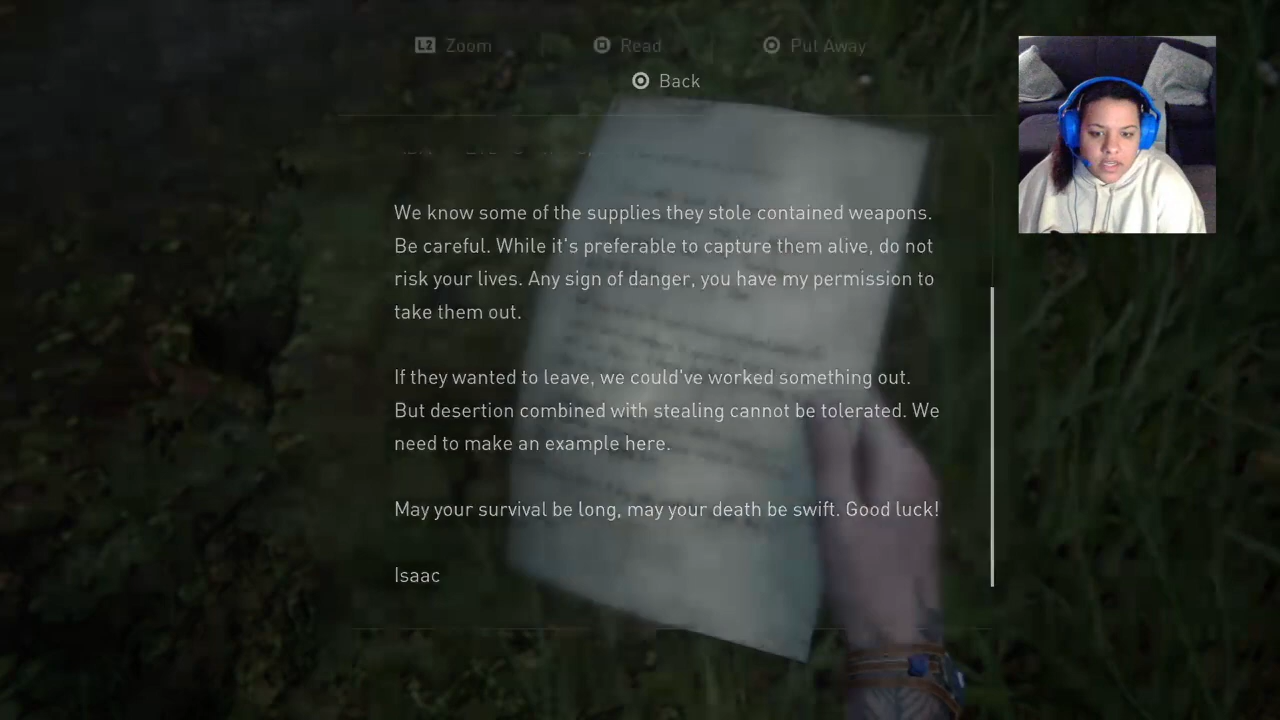 L2 Zoom
Read
Put Away
Back
We know some of the supplies they stole contained weapons.
Be careful. While it's preferable to capture them alive, do not
risk your lives. Any sign of danger, you have my permission to
take them out.
If they wanted to leave, we could've worked something out.
But desertion combined with stealing cannot be tolerated. We
need to make an example here.
May your survival be long, may your death be swift. Good luck!
Isaac